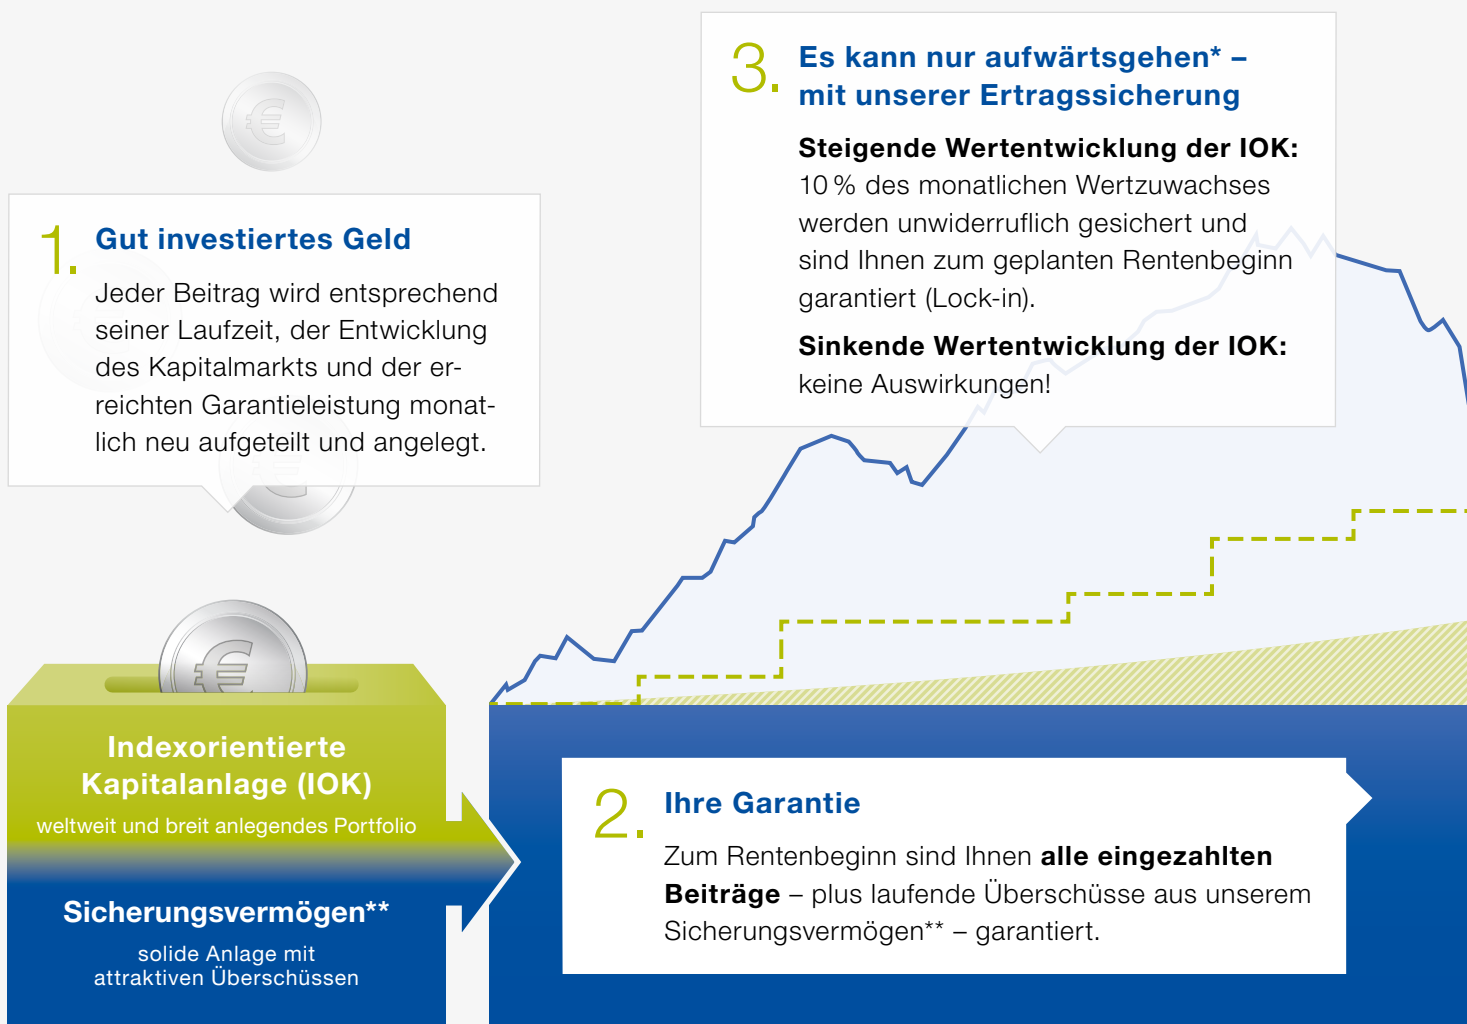 1. Gut investiertes Geld
Jeder Beitrag wird entsprechend
seiner Laufzeit, der Entwicklung
des Kapitalmarkts und der er-
reichten Garantieleistung monat-
lich neu aufgeteilt und angelegt.
Indexorientierte
Kapitalanlage (IOK)
weltweit und breit anlegendes Portfolio
Sicherungsvermögen**
solide Anlage mit
attraktiven Überschüssen
2. Ihre Garantie
Zum Rentenbeginn sind Ihnen alle eingezahlten
Beiträge – plus laufende Überschüsse aus unserem
Sicherungsvermögen** – garantiert.
3. Es kann nur aufwärtsgehen* –
mit unserer Ertragssicherung
Steigende Wertentwicklung der IOK:
10 % des monatlichen Wertzuwachses
werden unwiderruflich gesichert und
sind Ihnen zum geplanten Rentenbeginn
garantiert (Lock-in).
Sinkende Wertentwicklung der IOK:
keine Auswirkungen!